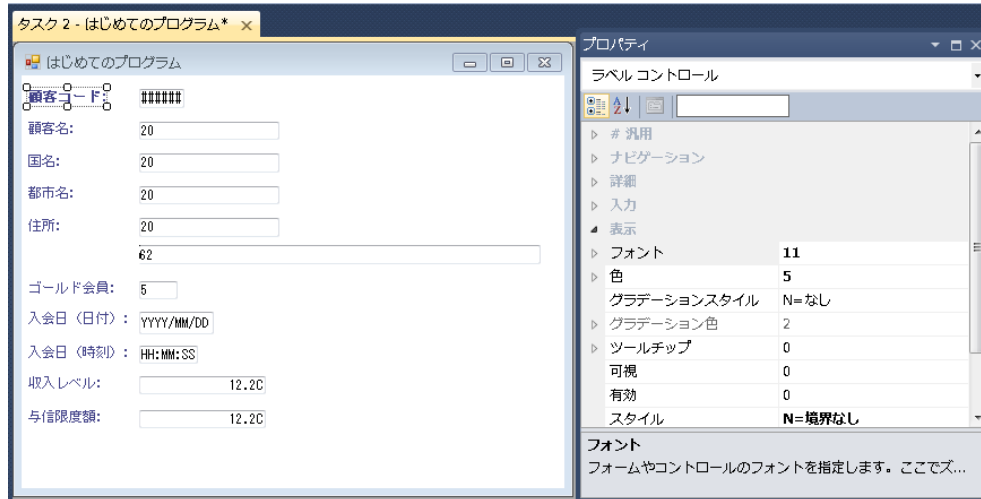 タスク 2 - はじめてのプログラム*
はじめてのプログラム
顧客コード: ######
顧客名: 20
国名: 20
都市名: 20
住所: 20
62
ゴールド会員: 5
入会日（日付）: YYYY/MM/DD
入会日（時刻）: HH:MM:SS
収入レベル: 12.2C
与信限度額: 12.2C
プロパティ
ラベル コントロール
# 汎用
ナビゲーション
詳細
入力
表示
フォント 11
色 5
グラデーションスタイル N=なし
グラデーション色 2
ツールチップ 0
可視 0
有効 0
スタイル N=境界なし
フォント
フォームやコントロールのフォントを指定します。ここでズ...